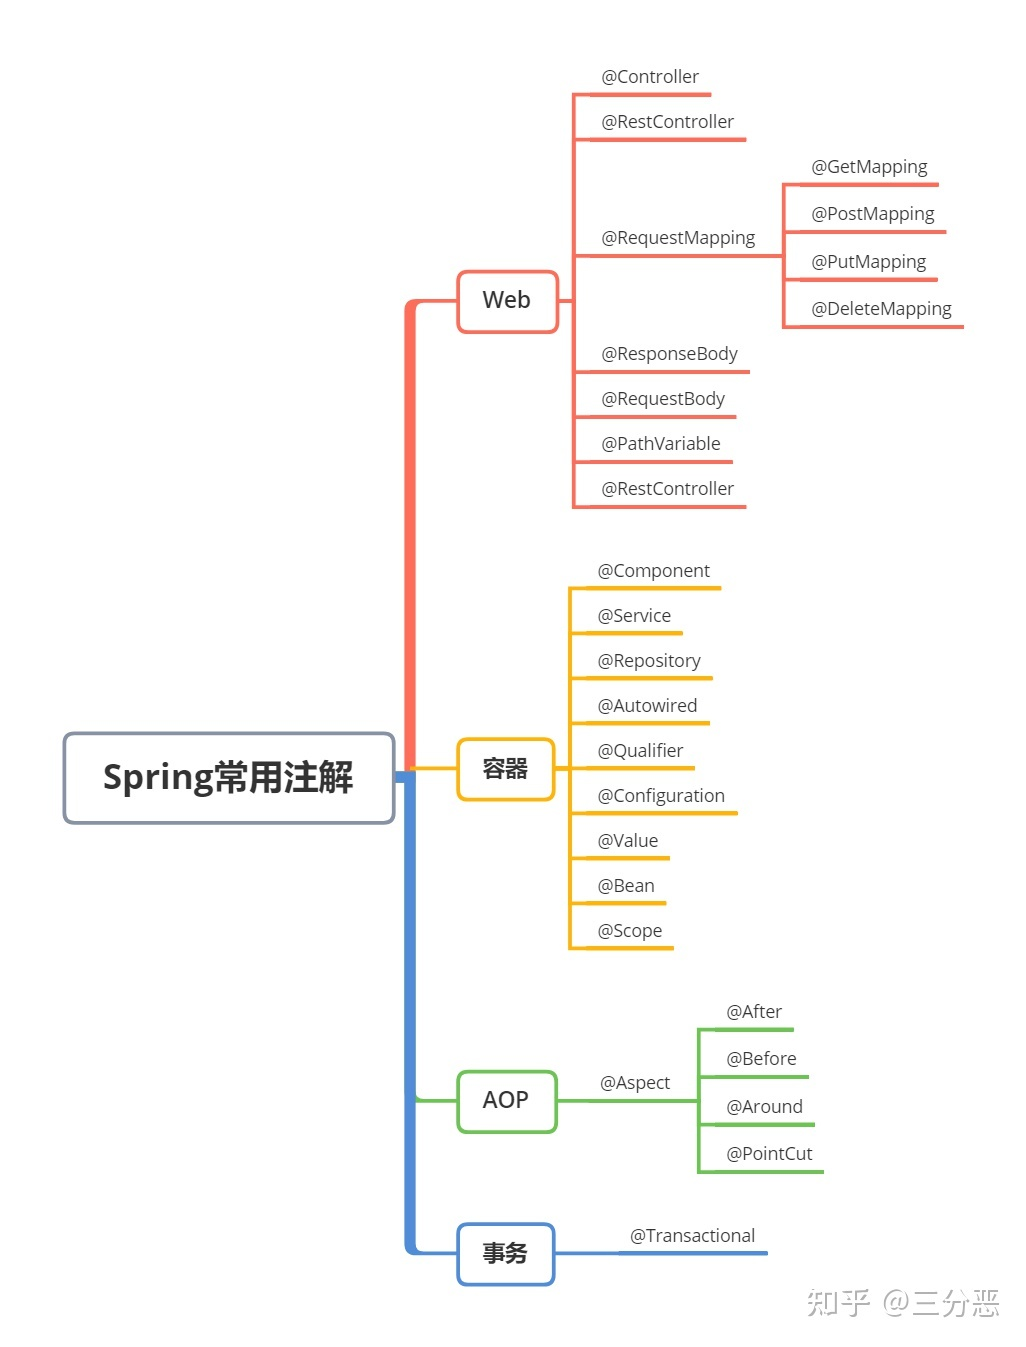 Spring常用注解
Web
@Controller
@RestController
@RequestMapping
@GetMapping
@PostMapping
@PutMapping
@DeleteMapping
@ResponseBody
@RequestBody
@PathVariable
@RestController
容器
@Component
@Service
@Repository
@Autowired
@Qualifier
@Configuration
@Value
@Bean
@Scope
AOP
@Aspect
@After
@Before
@Around
@PointCut
事务
@Transactional
知乎 @三分恶